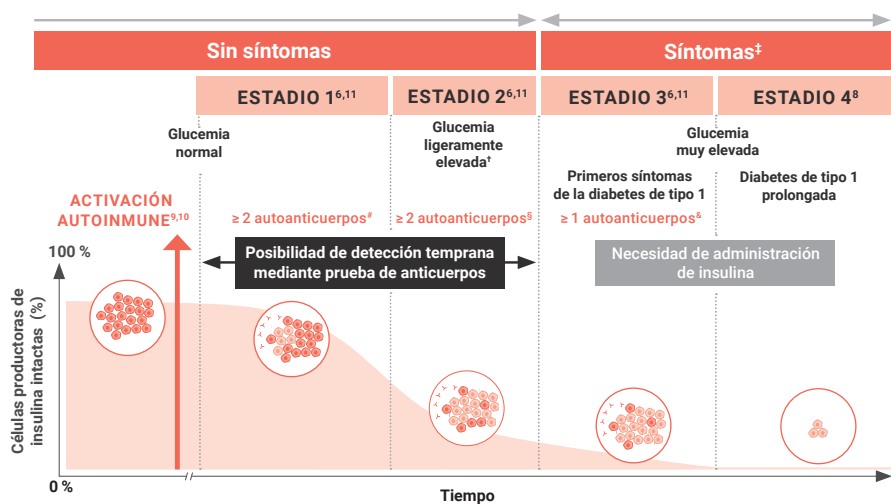 Sin síntomas
Síntomas‡
ESTADIO 1⁶,¹¹
ESTADIO 2⁶,¹¹
ESTADIO 3⁶,¹¹
ESTADIO 4⁸
Glucemia
normal
Glucemia
ligeramente
elevada†
Glucemia
muy elevada
Primeros síntomas
de la diabetes de tipo 1
Diabetes de tipo 1
prolongada
ACTIVACIÓN
AUTOINMUNE⁹,¹⁰
≥ 2 autoanticuerpos#
≥ 2 autoanticuerpos§
≥ 1 autoanticuerpos&
Posibilidad de detección temprana
mediante prueba de anticuerpos
Necesidad de administración
de insulina
100 %
Células productoras de
insulina intactas (%)
0 %
Tiempo